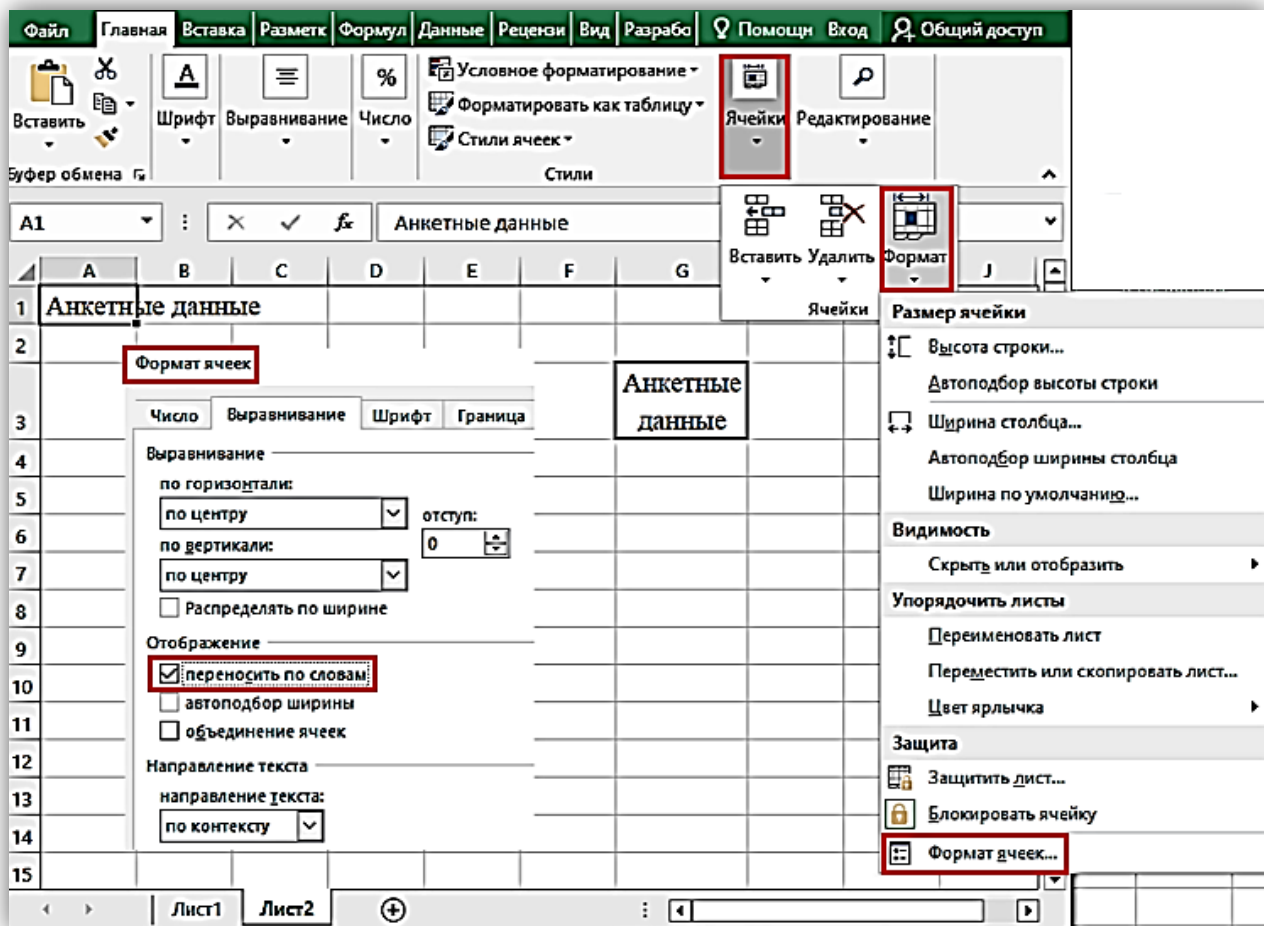 Файл Главная Вставка Разметк Формул Данные Рецензи Вид Разрабо Помощн Вход Общий доступ
Вставить
Буфер обмена
A
Шрифт
Выравнивание
%
Число
Условное форматирование
Форматировать как таблицу
Стили ячеек
Стили
Ячейки
Редактирование
A1 fx Анкетные данные
Вставить Удалить Формат
Ячейки
A B C D E F G J
1 Анкетные данные
2
3
4
5
6
7
8
9
10
11
12
13
14
15
Анкетные
данные
Формат ячеек
Число Выравнивание Шрифт Граница
Выравнивание
по горизонтали:
по центру
отступ:
0
по вертикали:
по центру
Распределять по ширине
Отображение
переносить по словам
автоподбор ширины
объединение ячеек
Направление текста
направление текста:
по контексту
Размер ячейки
Высота строки...
Автоподбор высоты строки
Ширина столбца...
Автоподбор ширины столбца
Ширина по умолчанию...
Видимость
Скрыть или отобразить
Упорядочить листы
Переименовать лист
Переместить или скопировать лист...
Цвет ярлычка
Защита
Защитить лист...
Блокировать ячейку
Формат ячеек...
Лист1 Лист2